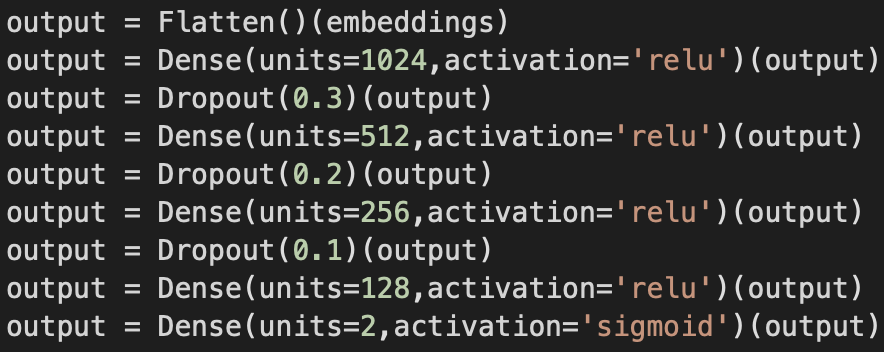 output = Flatten()(embeddings)
output = Dense(units=1024,activation='relu')(output)
output = Dropout(0.3)(output)
output = Dense(units=512,activation='relu')(output)
output = Dropout(0.2)(output)
output = Dense(units=256,activation='relu')(output)
output = Dropout(0.1)(output)
output = Dense(units=128,activation='relu')(output)
output = Dense(units=2,activation='sigmoid')(output)